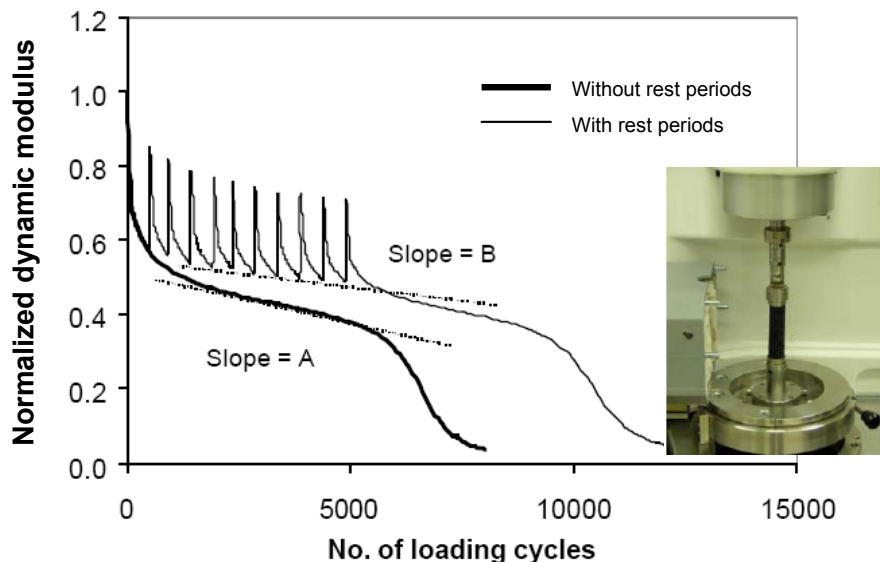 Normalized dynamic modulus
1.2
1.0
0.8
0.6
0.4
0.2
0.0
Without rest periods
With rest periods
Slope = B
Slope = A
0
5000
10000
15000
No. of loading cycles